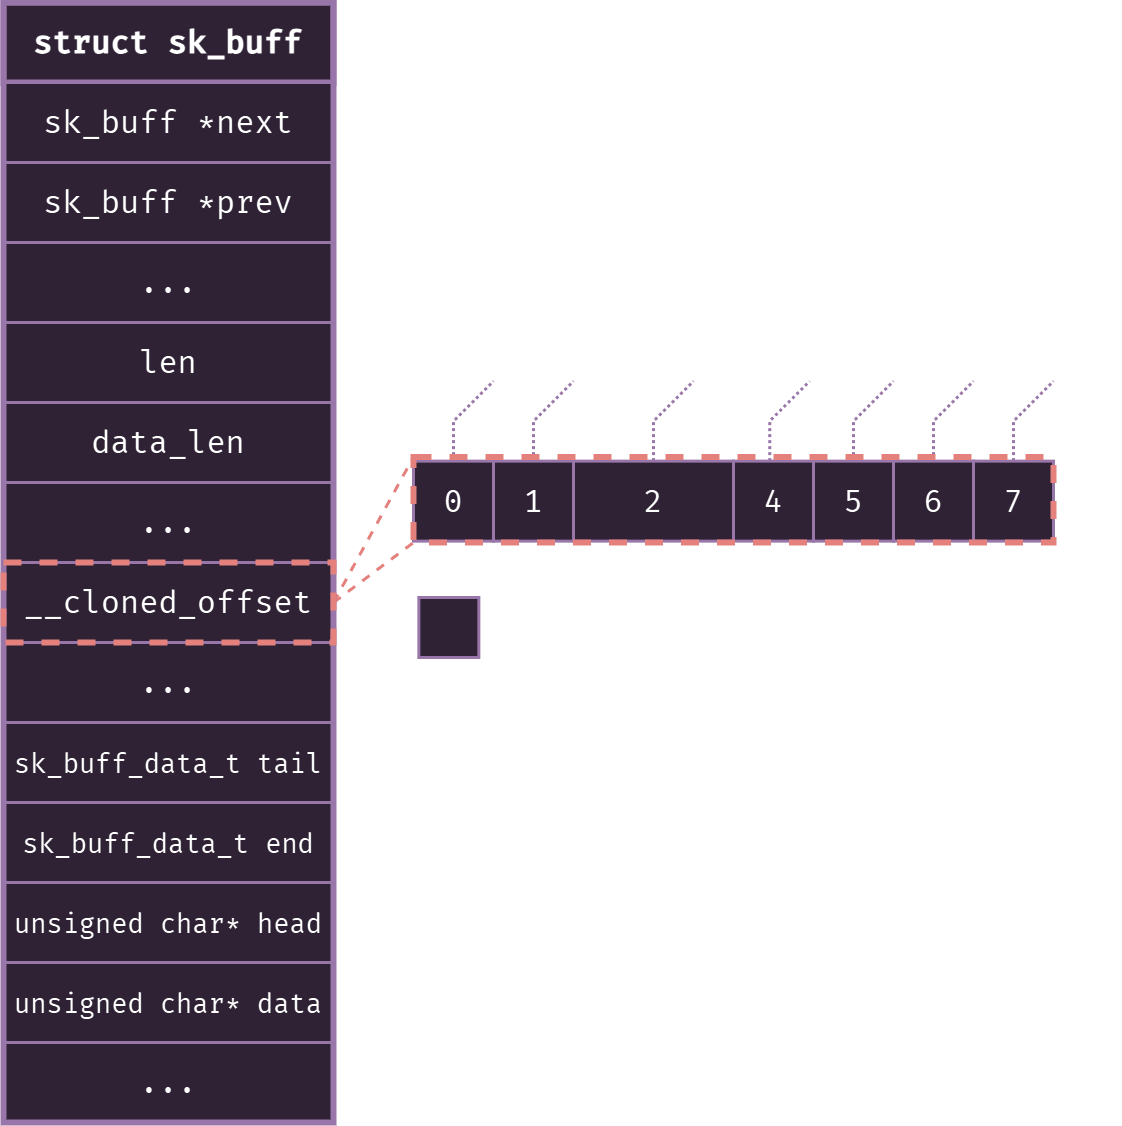 struct sk_buff
sk_buff *next
sk_buff *prev
...
len
data_len
...
__cloned_offset
0 1 2 4 5 6 7
...
sk_buff_data_t tail
sk_buff_data_t end
unsigned char* head
unsigned char* data
...